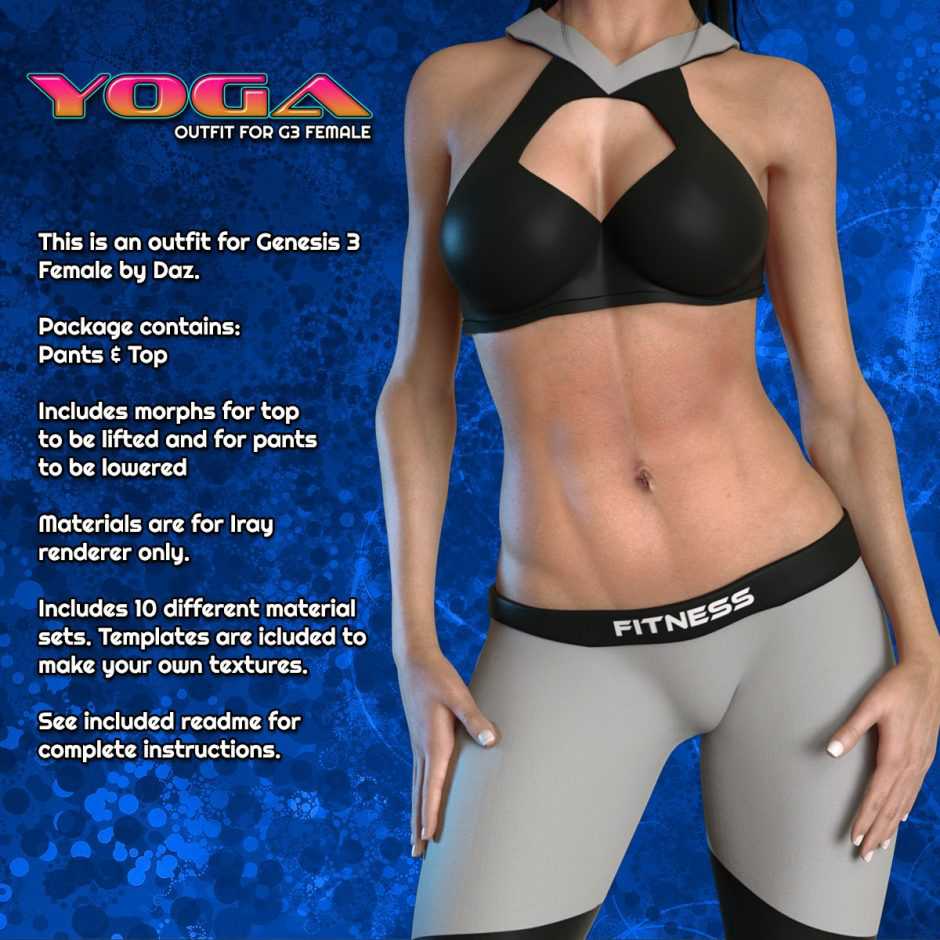 YOGA
OUTFIT FOR G3 FEMALE
This is an outfit for Genesis 3
Female by Daz.
Package contains:
Pants & Top
Includes morphs for top
to be lifted and for pants
to be lowered
Materials are for Iray
renderer only.
Includes 10 different material
sets. Templates are icluded to
make your own textures.
See included readme for
complete instructions.
FITNESS